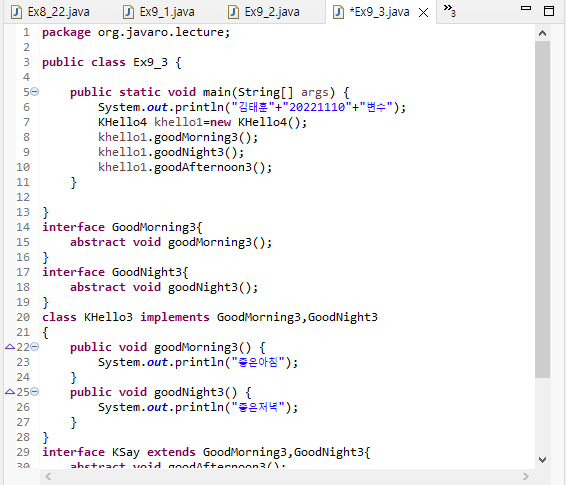 Ex8_22.java Ex9_1.java Ex9_2.java *Ex9_3.java »3
1 package org.javaro.lecture;
2
3 public class Ex9_3 {
4
5 public static void main(String[] args) {
6 System.out.println("김태훈"+"20221110"+"변수");
7 KHello4 khello1=new KHello4();
8 khello1.goodMorning3();
9 khello1.goodNight3();
10 khello1.goodAfternoon3();
11 }
12
13 }
14 interface GoodMorning3{
15 abstract void goodMorning3();
16 }
17 interface GoodNight3{
18 abstract void goodNight3();
19 }
20 class KHello3 implements GoodMorning3,GoodNight3
21 {
22 public void goodMorning3() {
23 System.out.println("좋은아침");
24 }
25 public void goodNight3() {
26 System.out.println("좋은저녁");
27 }
28 }
29 interface KSay extends GoodMorning3,GoodNight3{
30 abstract void goodAfternoon3();